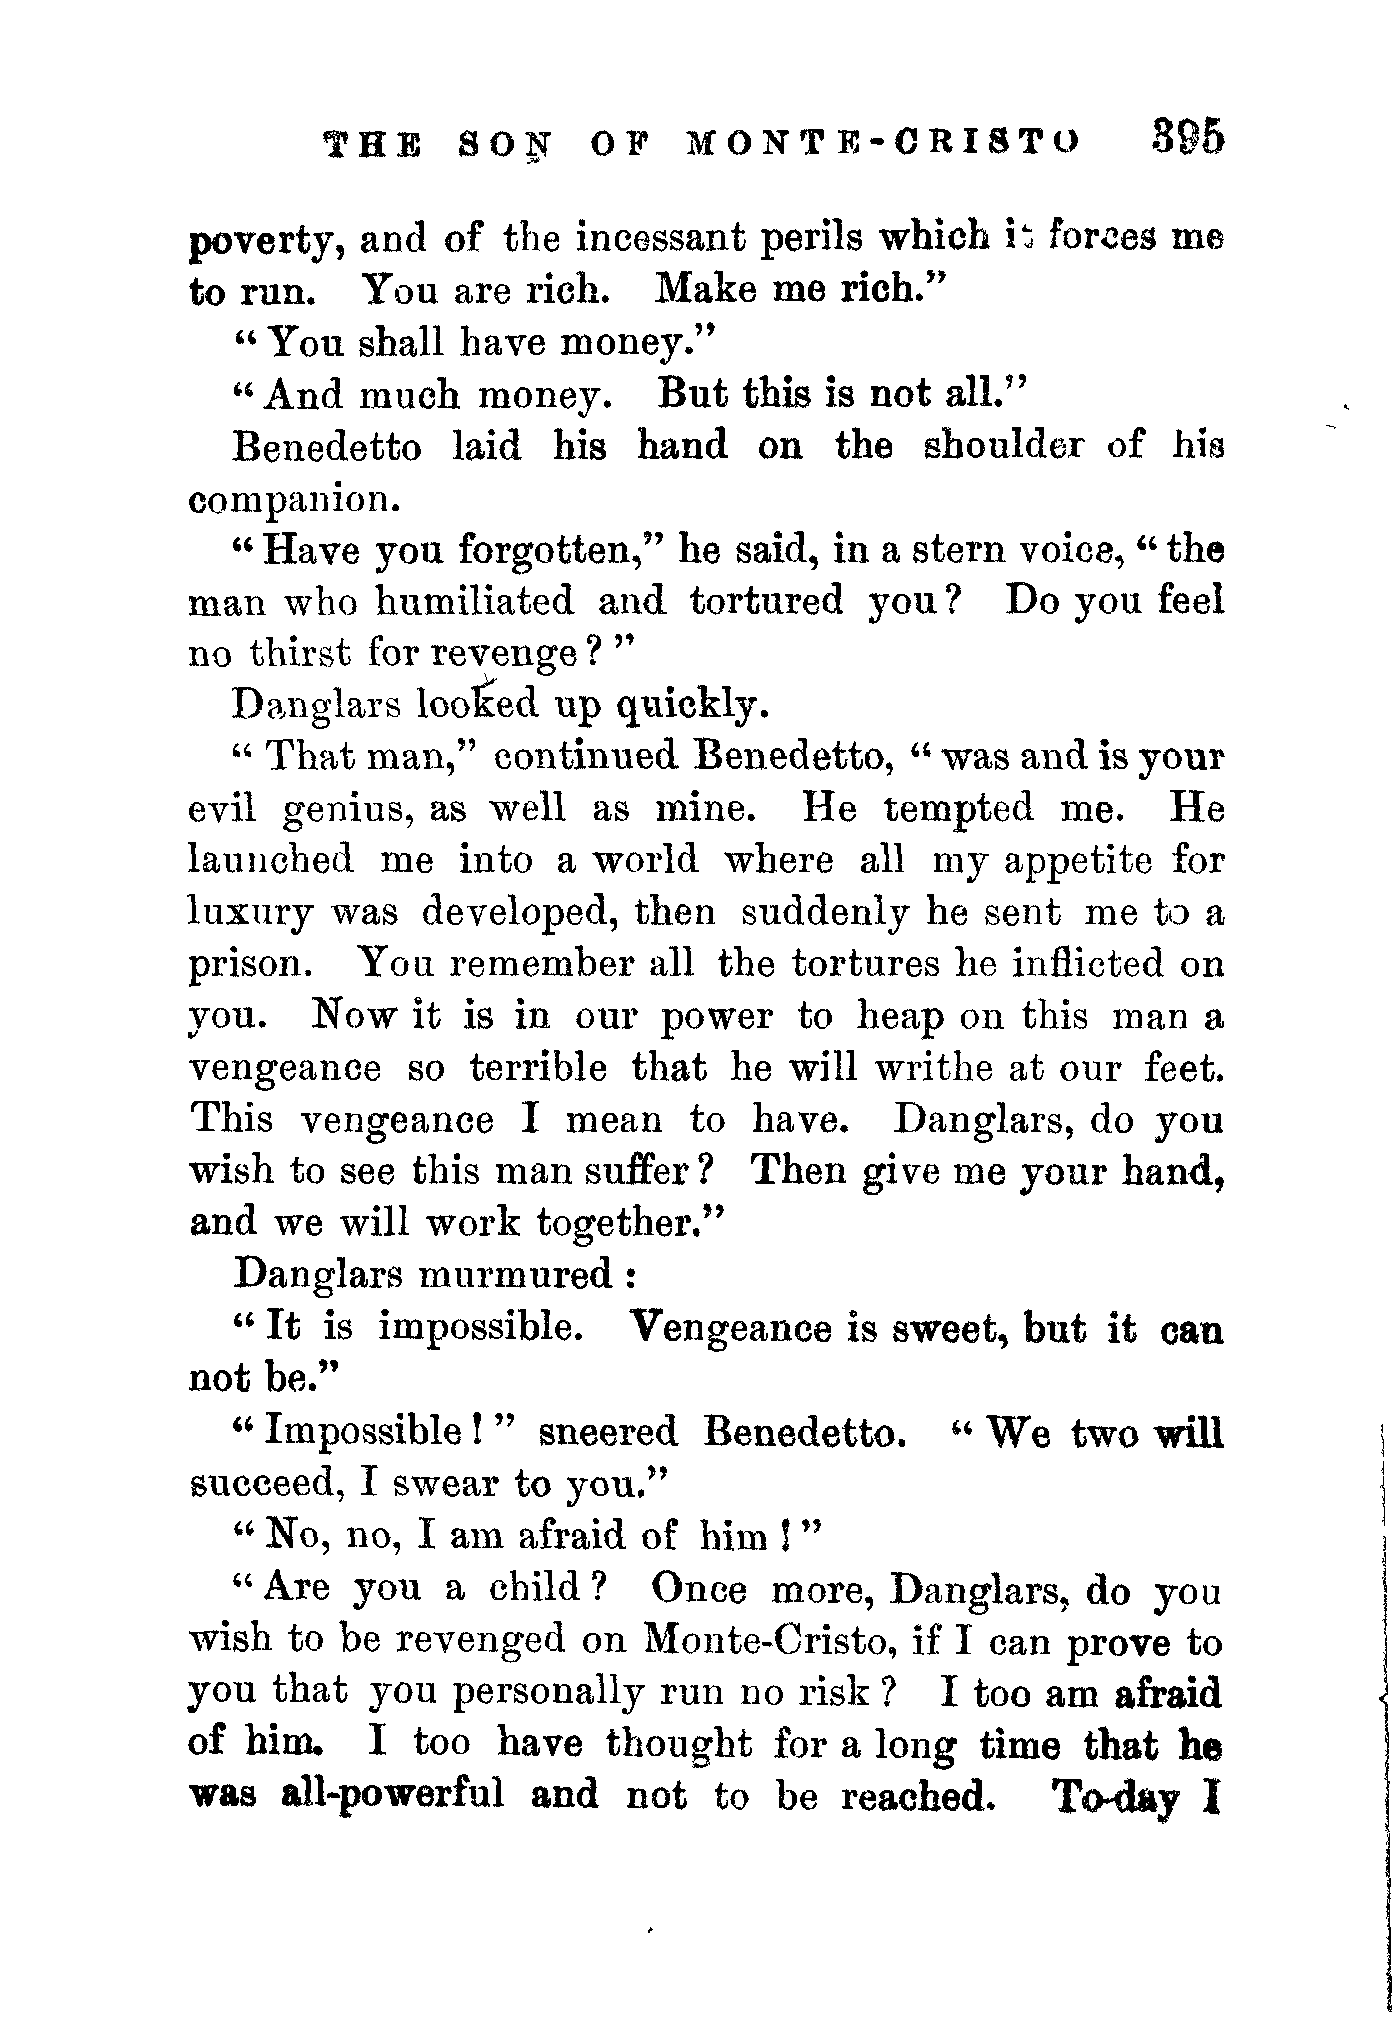 THE SON OF MONTE-CRISTO 395
poverty, and of the incessant perils which it forces me
to run. You are rich. Make me rich."
"You shall have money."
"And much money. But this is not all."
Benedetto laid his hand on the shoulder of his
companion.
"Have you forgotten," he said, in a stern voice, "the
man who humiliated and tortured you? Do you feel
no thirst for revenge?"
Danglars looked up quickly.
"That man," continued Benedetto, "was and is your
evil genius, as well as mine. He tempted me. He
launched me into a world where all my appetite for
luxury was developed, then suddenly he sent me to a
prison. You remember all the tortures he inflicted on
you. Now it is in our power to heap on this man a
vengeance so terrible that he will writhe at our feet.
This vengeance I mean to have. Danglars, do you
wish to see this man suffer? Then give me your hand,
and we will work together."
Danglars murmured:
"It is impossible. Vengeance is sweet, but it can
not be."
"Impossible!" sneered Benedetto. "We two will
succeed, I swear to you."
"No, no, I am afraid of him!"
"Are you a child? Once more, Danglars, do you
wish to be revenged on Monte-Cristo, if I can prove to
you that you personally run no risk? I too am afraid
of him. I too have thought for a long time that he
was all-powerful and not to be reached. To-day I